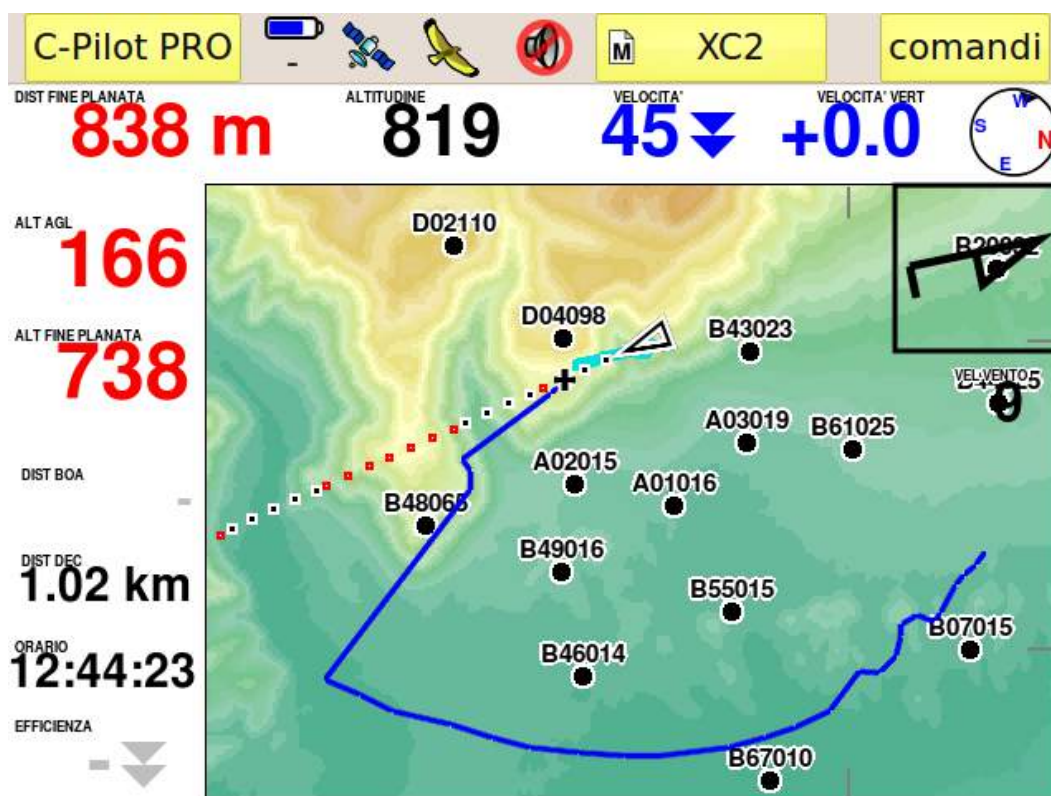 C-Pilot PRO
-
M
XC2
comandi
DIST FINE PLANATA
838 m
ALTITUDINE
819
VELOCITA'
45
VELOCITA' VERT
+0.0
W
S
N
E
ALT AGL
166
ALT FINE PLANATA
738
DIST BOA
-
DIST DEC
1.02 km
ORARIO
12:44:23
EFFICIENZA
-
D02110
D04098
B43023
VEL.VENTO
9
A03019
B61025
A02015
A01016
B48065
B49016
B55015
B07015
B46014
B67010